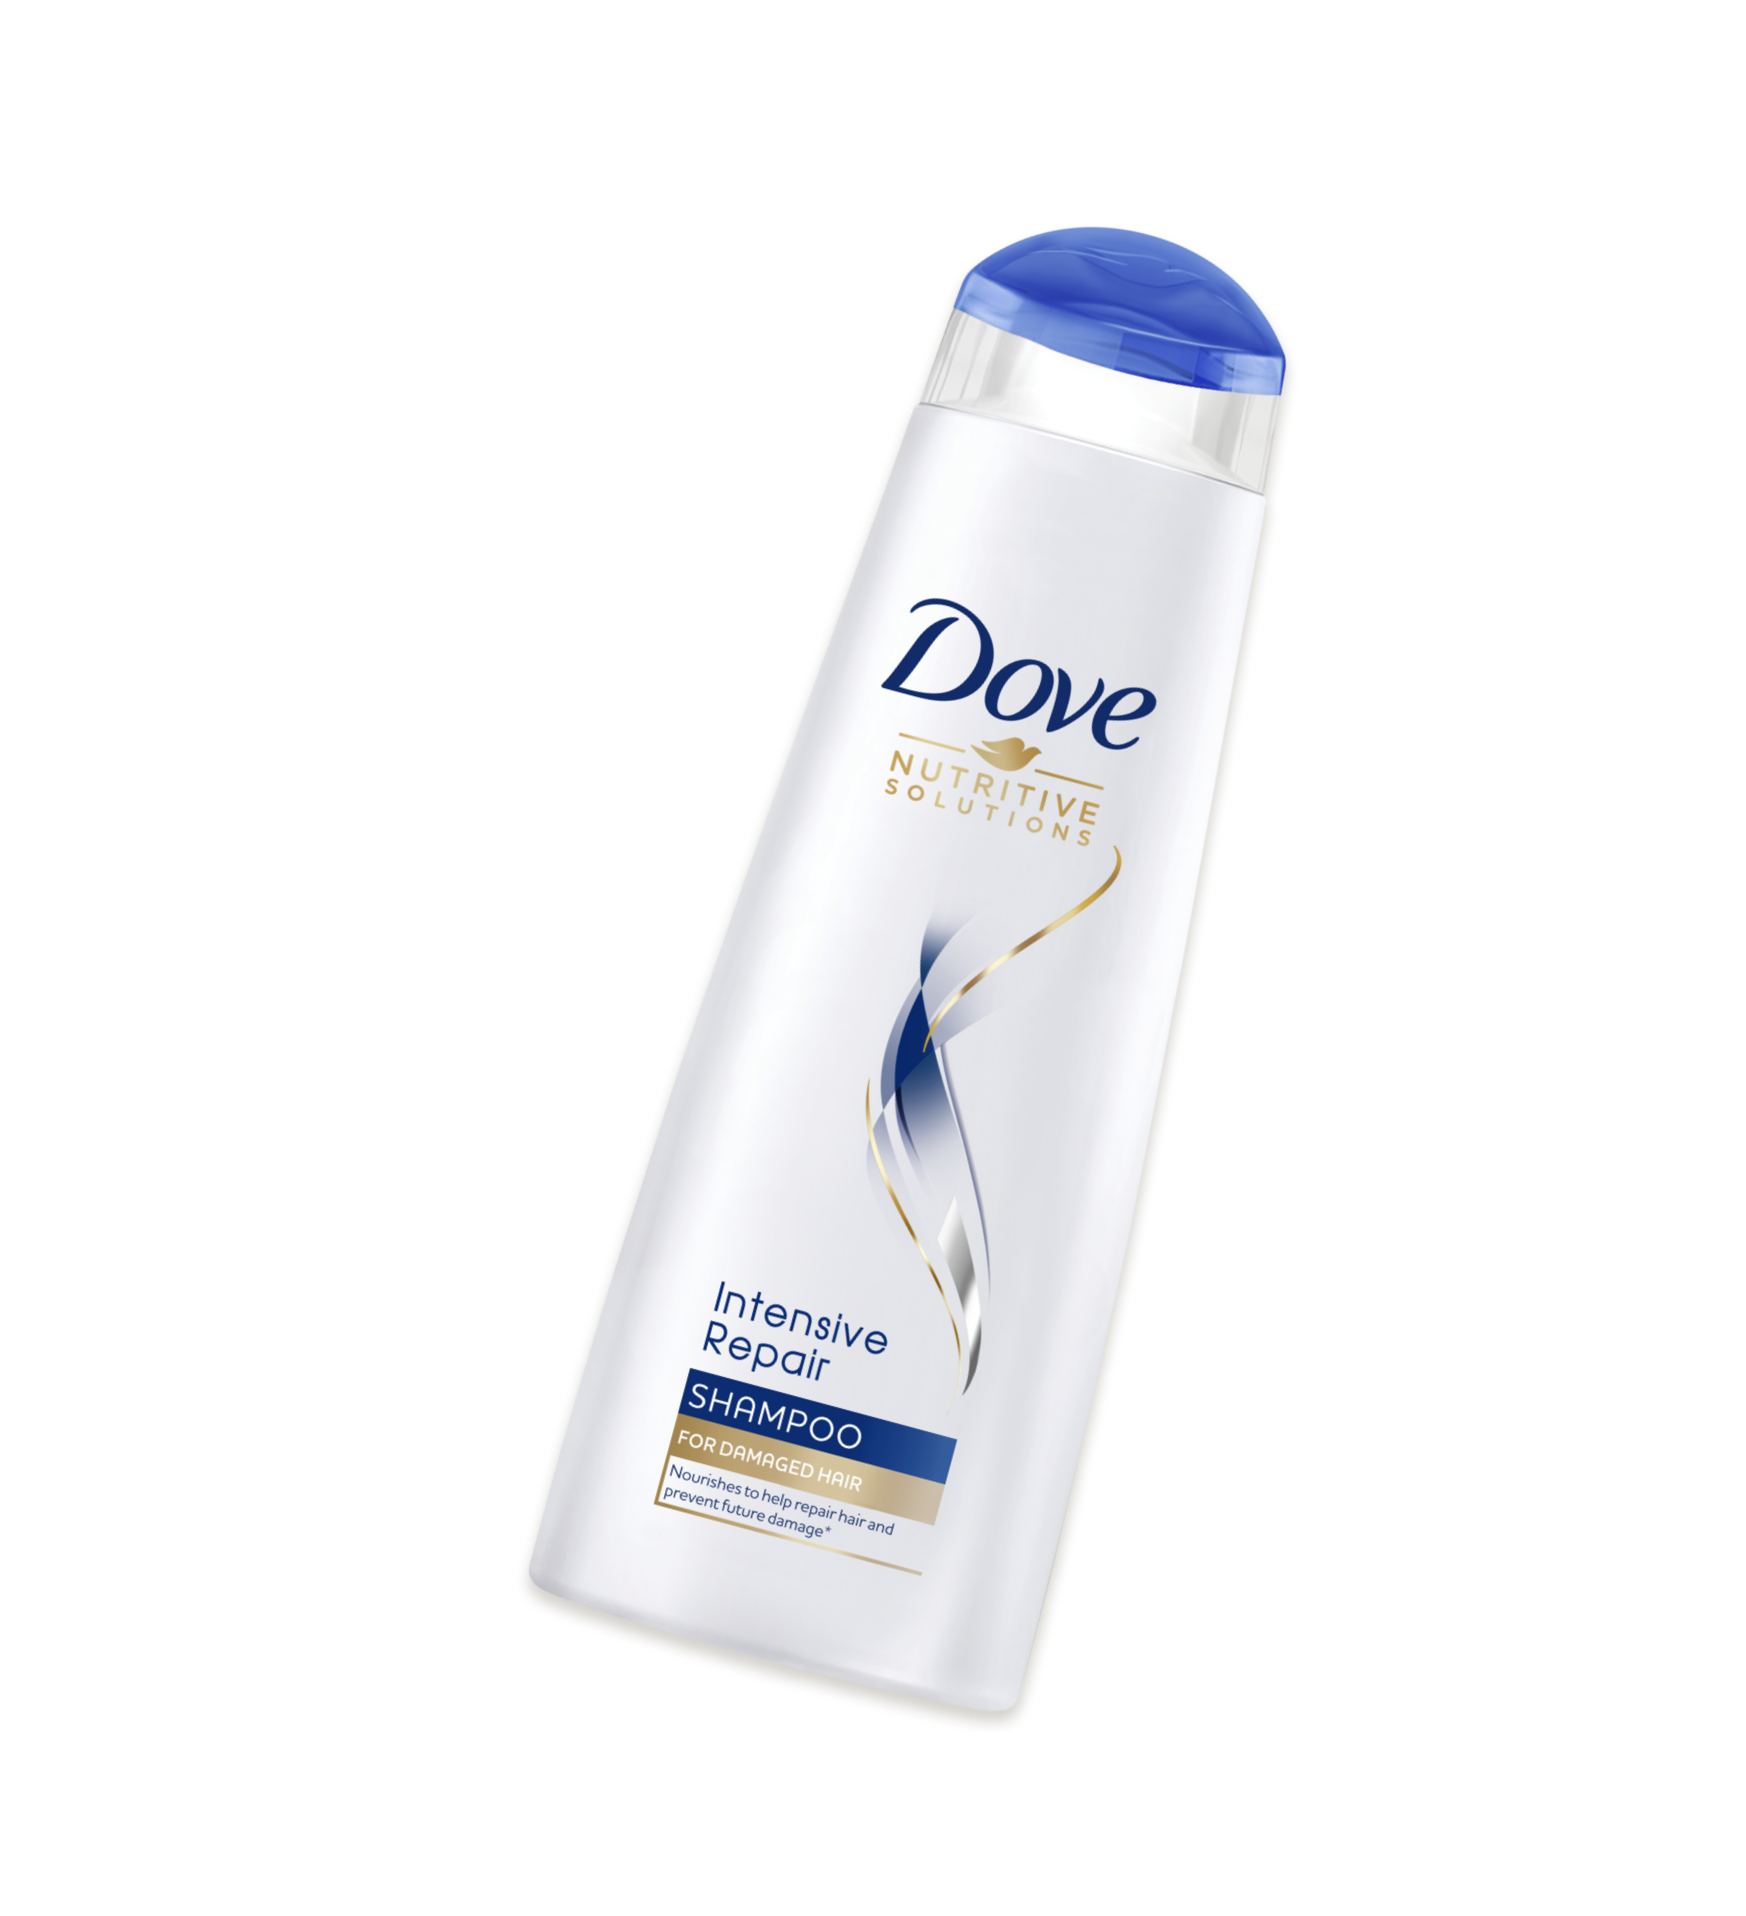 Dove
NUTRITIVE
SOLUTIONS
Intensive
Repair
SHAMPOO
FOR DAMAGED HAIR
Nourishes to help repair hair and
prevent future damage*